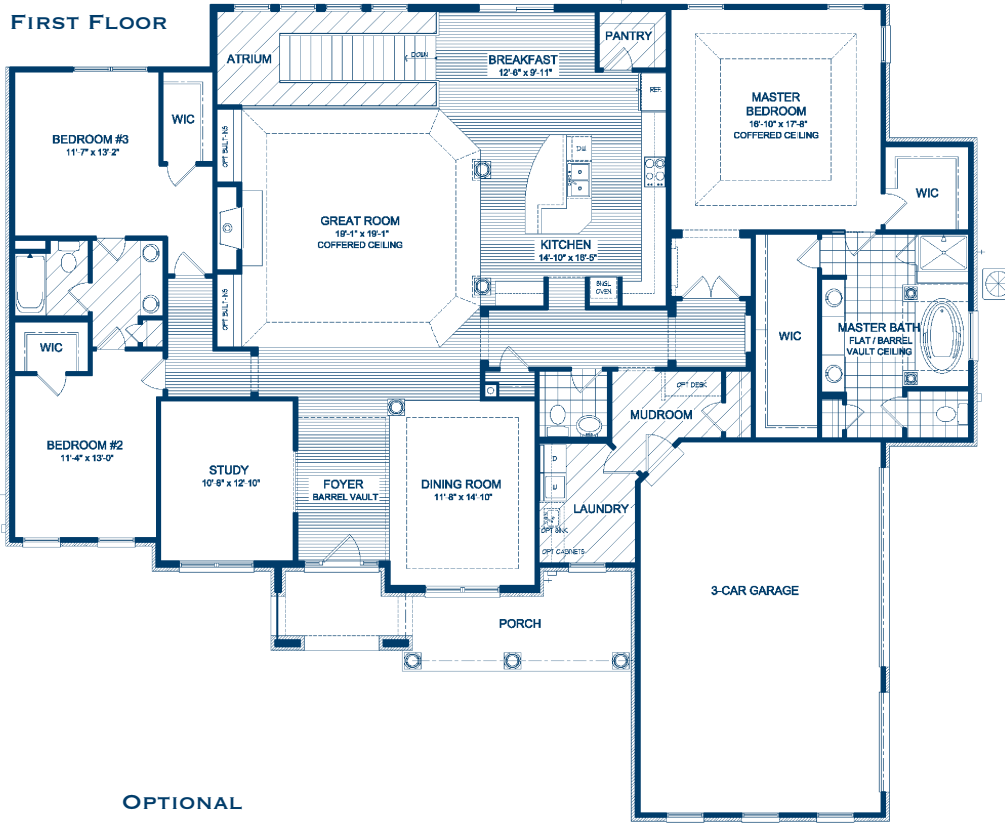 FIRST FLOOR
PANTRY
ATRIUM
DOWN
BREAKFAST
12'-6" x 9'-11"
REF.
MASTER
BEDROOM
16'-10" x 17'-8"
COFFERED CEILING
WIC
BEDROOM #3
11'-7" x 13'-2"
OPT BUILT-INS
DW
WIC
GREAT ROOM
19'-1" x 19'-1"
COFFERED CEILING
KITCHEN
14'-10" x 16'-5"
SNGL
OVEN
OPT BUILT-INS
WIC
WIC
MASTER BATH
FLAT / BARREL
VAULT CEILING
OPT DESK
MUDROOM
BEDROOM #2
11'-4" x 13'-0"
STUDY
10'-8" x 12'-10"
FOYER
BARREL VAULT
DINING ROOM
11'-8" x 14'-10"
D
W
LAUNDRY
OPT SINK
OPT CABINETS
3-CAR GARAGE
PORCH
OPTIONAL